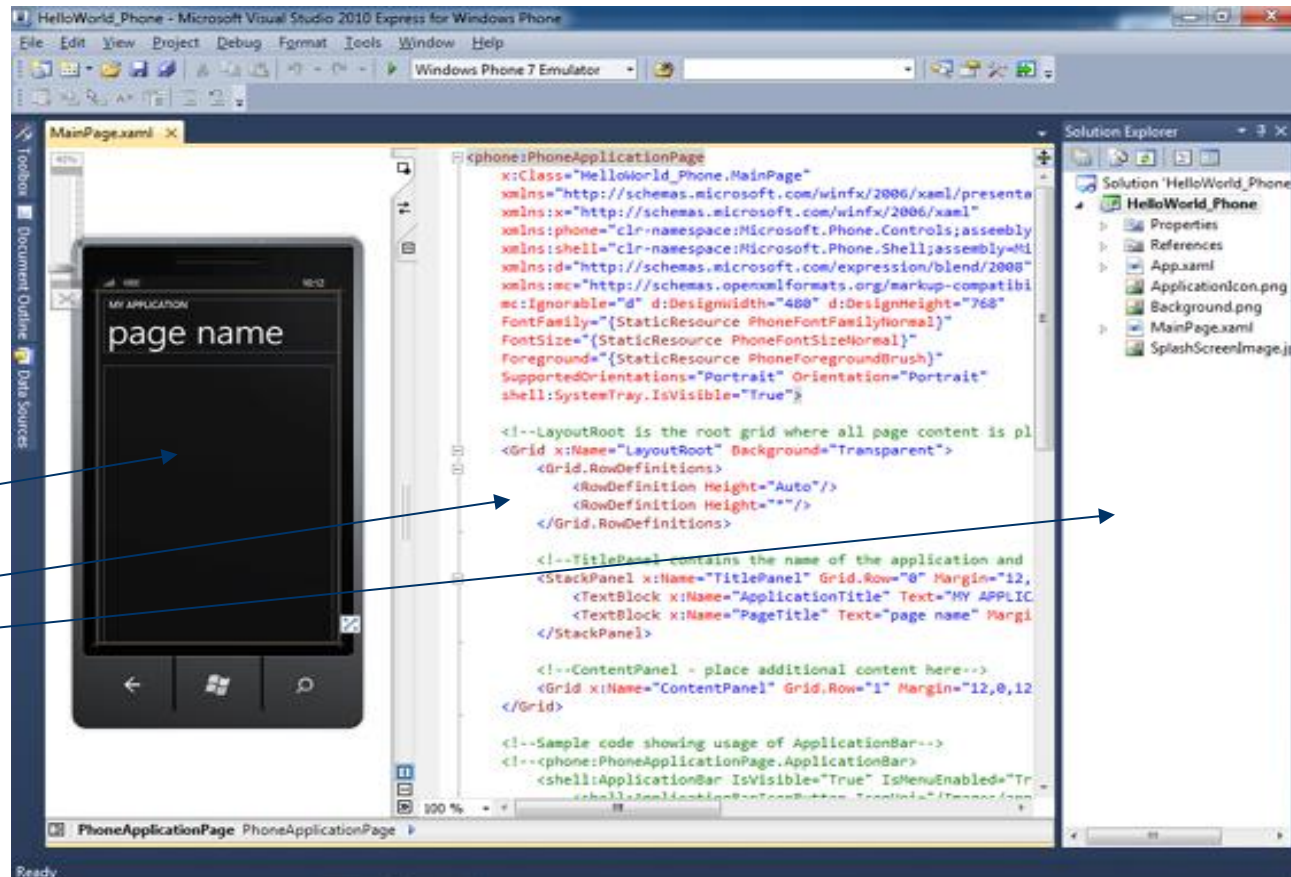 HelloWorld_Phone - Microsoft Visual Studio 2010 Express for Windows Phone
File Edit View Project Debug Format Tools Window Help
Windows Phone 7 Emulator
Toolbox
Document Outline
Data Sources
MainPage.xaml
MY APPLICATION
page name
<phone:PhoneApplicationPage
x:Class="HelloWorld_Phone.MainPage"
xmlns="http://schemas.microsoft.com/winfx/2006/xaml/presenta
xmlns:x="http://schemas.microsoft.com/winfx/2006/xaml"
xmlns:phone="clr-namespace:Microsoft.Phone.Controls;assembly
xmlns:shell="clr-namespace:Microsoft.Phone.Shell;assembly=Mi
xmlns:d="http://schemas.microsoft.com/expression/blend/2008"
xmlns:mc="http://schemas.openxmlformats.org/markup-compatibi
mc:Ignorable="d" d:DesignWidth="480" d:DesignHeight="768"
FontFamily="{StaticResource PhoneFontFamilyNormal}"
FontSize="{StaticResource PhoneFontSizeNormal}"
Foreground="{StaticResource PhoneForegroundBrush}"
SupportedOrientations="Portrait" Orientation="Portrait"
shell:SystemTray.IsVisible="True">
<!--LayoutRoot is the root grid where all page content is pl
<Grid x:Name="LayoutRoot" Background="Transparent">
<Grid.RowDefinitions>
<RowDefinition Height="Auto"/>
<RowDefinition Height="*"/>
</Grid.RowDefinitions>
<!--TitlePanel contains the name of the application and
<StackPanel x:Name="TitlePanel" Grid.Row="0" Margin="12,
<TextBlock x:Name="ApplicationTitle" Text="MY APPLIC
<TextBlock x:Name="PageTitle" Text="page name" Margi
</StackPanel>
<!--ContentPanel - place additional content here-->
<Grid x:Name="ContentPanel" Grid.Row="1" Margin="12,0,12
</Grid>
<!--Sample code showing usage of ApplicationBar-->
<!--<phone:PhoneApplicationPage.ApplicationBar>
<shell:ApplicationBar IsVisible="True" IsMenuEnabled="Tr
100 %
PhoneApplicationPage PhoneApplicationPage
Ready
Solution Explorer
Solution 'HelloWorld_Phone
HelloWorld_Phone
Properties
References
App.xaml
ApplicationIcon.png
Background.png
MainPage.xaml
SplashScreenImage.j